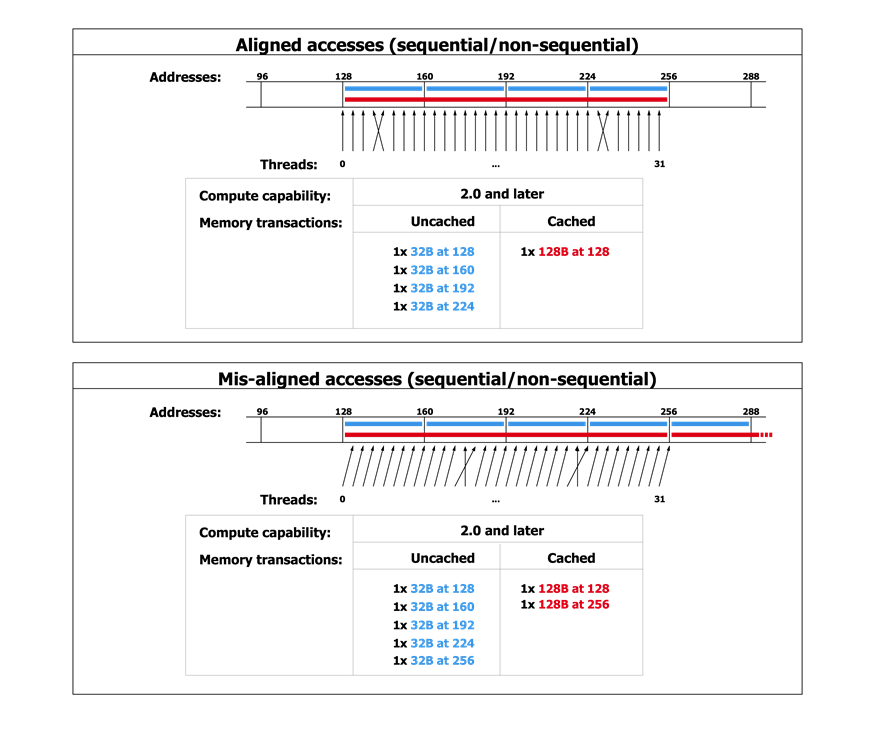 Aligned accesses (sequential/non-sequential)
Addresses: 96 128 160 192 224 256 288
Threads: 0 ... 31
Compute capability: 2.0 and later
Memory transactions: Uncached Cached
1x 32B at 128 1x 128B at 128
1x 32B at 160
1x 32B at 192
1x 32B at 224
Mis-aligned accesses (sequential/non-sequential)
Addresses: 96 128 160 192 224 256 288
Threads: 0 ... 31
Compute capability: 2.0 and later
Memory transactions: Uncached Cached
1x 32B at 128 1x 128B at 128
1x 32B at 160 1x 128B at 256
1x 32B at 192
1x 32B at 224
1x 32B at 256